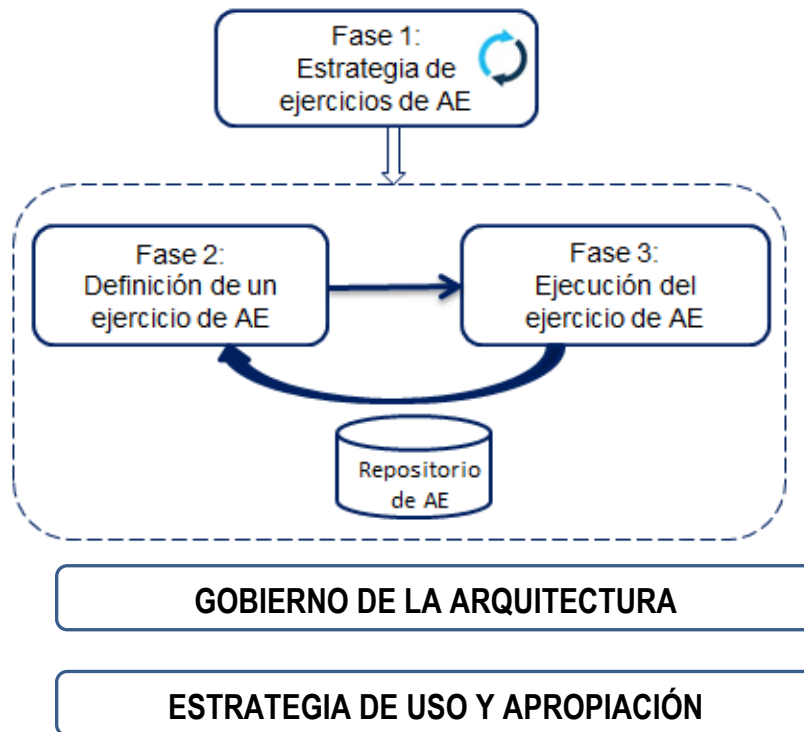 Fase 1:
Estrategia de
ejercicios de AE
Fase 2:
Definición de un
ejercicio de AE
Fase 3:
Ejecución del
ejercicio de AE
Repositorio
de AE
GOBIERNO DE LA ARQUITECTURA
ESTRATEGIA DE USO Y APROPIACIÓN